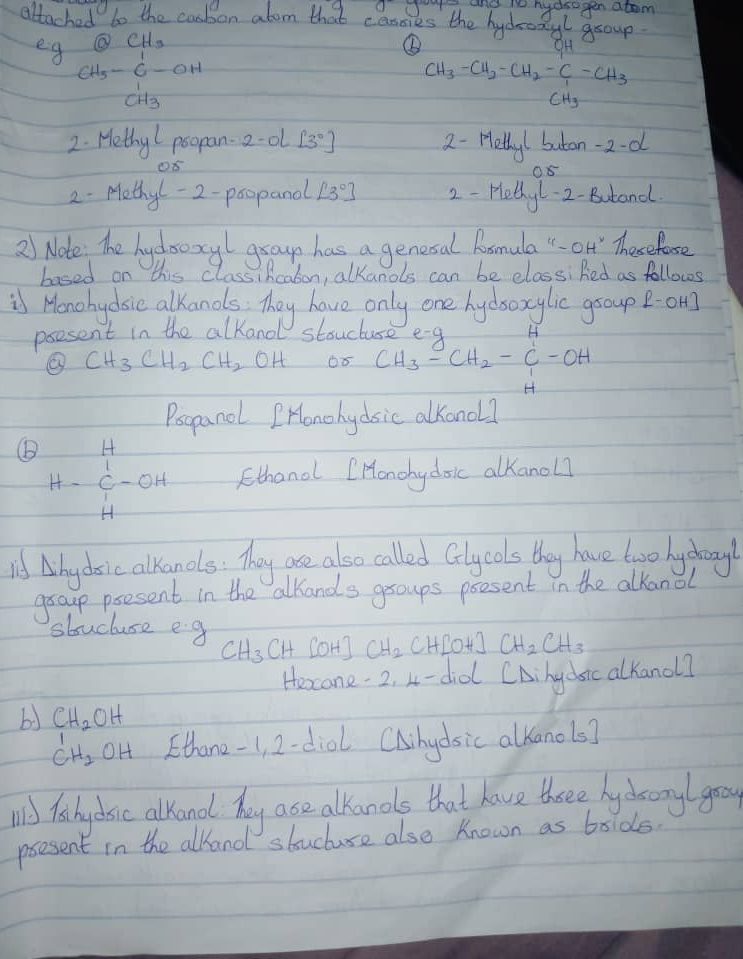 groups and no hydrogen atom
attached to the carbon atom that carries the hydroxyl group-
eg (a) CH3 (b) OH
CH3 - C - OH CH3 -CH2 -CH2 -C -CH3
CH3 CH3
2- Methyl propan-2-ol [3°] 2- Methyl butan -2-ol
or or
2- Methyl -2-propanol [3°] 2 - Methyl -2-Butanol.
2) Note: The hydroxyl group has a general formula "-OH" Therefore
based on this classification, alkanols can be classified as follows
i) Monohydric alkanols: They have only one hydroxylic group [-OH]
present in the alkanol structure e-g H
(a) CH3 CH2 CH2 OH or CH3 - CH2 - C - OH
H
Propanol [Monohydric alkanol]
(b) H
H - C - OH Ethanol [Monohydric alkanol]
H
ii) Dihydric alkanols: They are also called Glycols they have two hydroxyl
group present in the alkanols groups present in the alkanol
structure e.g
CH3 CH [OH] CH2 CH[OH] CH2 CH3
Hexane-2,4-diol [Dihydric alkanol]
b) CH2OH
CH2 OH Ethane-1,2-diol [Dihydric alkanols]
iii) Trihydric alkanol: They are alkanols that have three hydroxyl group
present in the alkanol structure also known as triols.